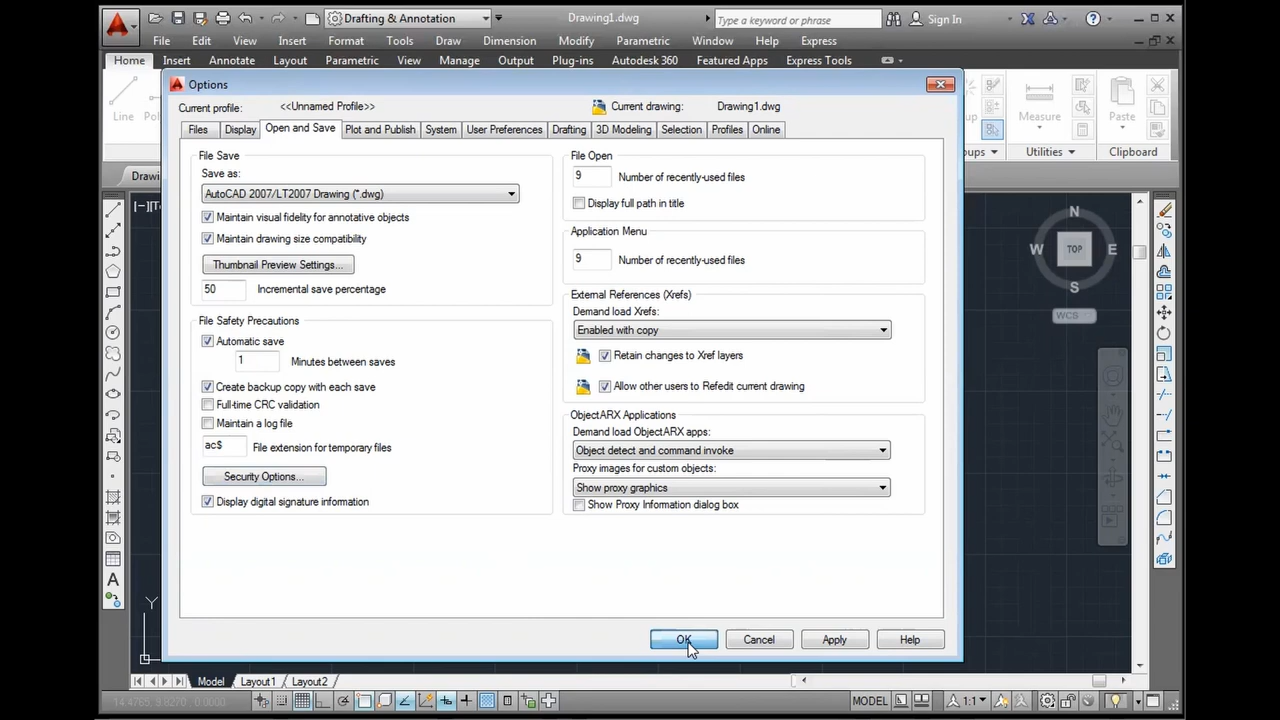 Drafting & Annotation
Drawing1.dwg
Type a keyword or phrase
Sign In
File Edit View Insert Format Tools Draw Dimension Modify Parametric Window Help Express
Home Insert Annotate Layout Parametric View Manage Output Plug-ins Autodesk 360 Featured Apps Express Tools
Options
Current profile: <<Unnamed Profile>> Current drawing: Drawing1.dwg
Line
Measure
Paste
Files Display Open and Save Plot and Publish System User Preferences Drafting 3D Modeling Selection Profiles Online
Utilities
Clipboard
File Save
Save as:
AutoCAD 2007/LT2007 Drawing (*.dwg)
Maintain visual fidelity for annotative objects
Maintain drawing size compatibility
Thumbnail Preview Settings...
50 Incremental save percentage
File Safety Precautions
Automatic save
1 Minutes between saves
Create backup copy with each save
Full-time CRC validation
Maintain a log file
ac$ File extension for temporary files
Security Options...
Display digital signature information
File Open
9 Number of recently-used files
Display full path in title
Application Menu
9 Number of recently-used files
External References (Xrefs)
Demand load Xrefs:
Enabled with copy
Retain changes to Xref layers
Allow other users to Refedit current drawing
ObjectARX Applications
Demand load ObjectARX apps:
Object detect and command invoke
Proxy images for custom objects:
Show proxy graphics
Show Proxy Information dialog box
OK Cancel Apply Help
N
W TOP E
S
WCS
Y
A
Model Layout1 Layout2
MODEL
1:1